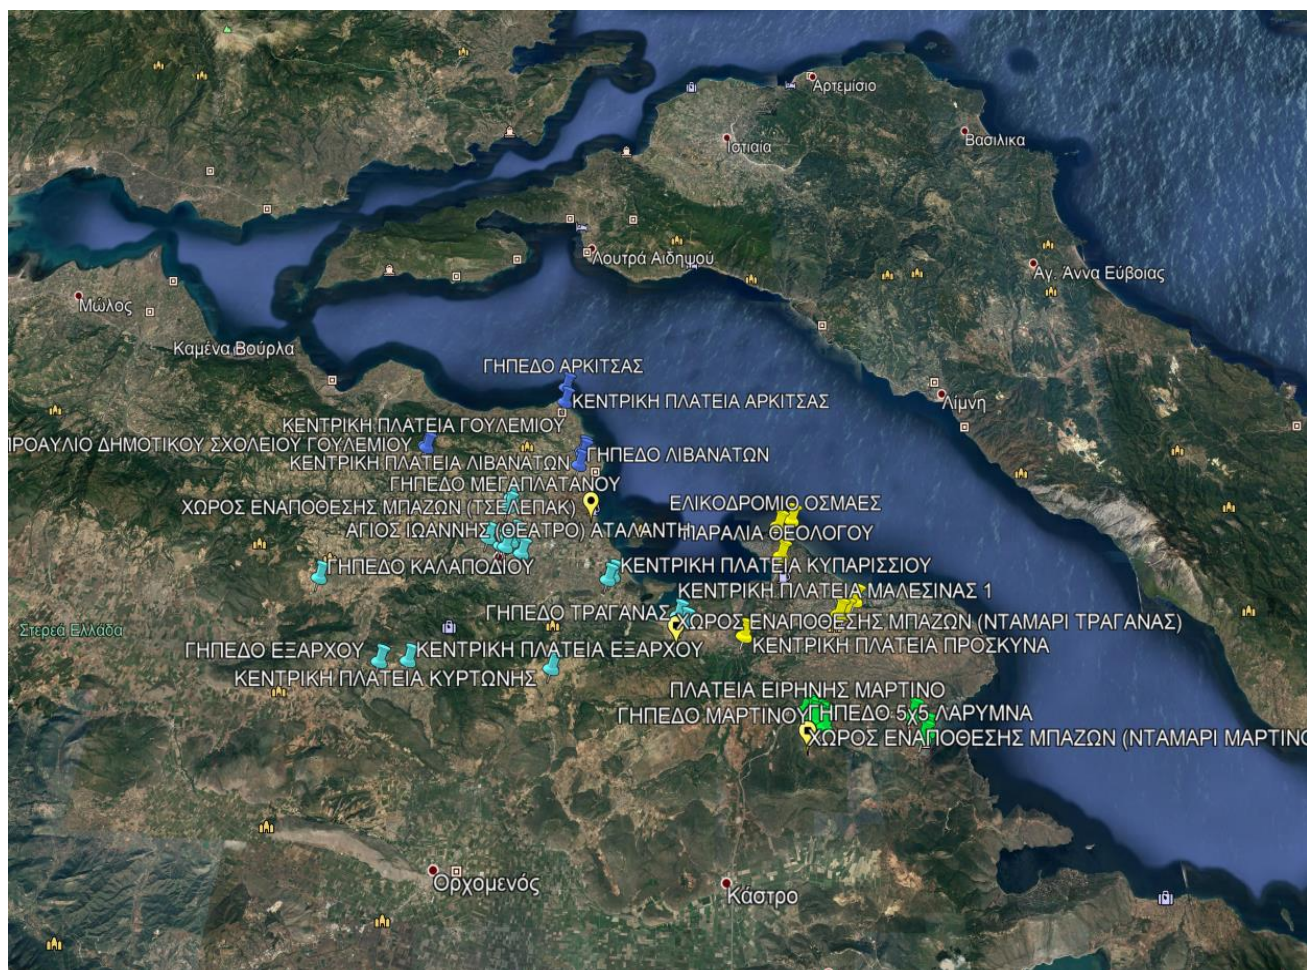 Αρτεμίσιο
Ιστιαία
Βασιλικα
Λουτρά Αιδηψού
Αγ. Άννα Εύβοιας
Μώλος
Καμένα Βούρλα
ΓΗΠΕΔΟ ΑΡΚΙΤΣΑΣ
ΚΕΝΤΡΙΚΗ ΠΛΑΤΕΙΑ ΑΡΚΙΤΣΑΣ
Λίμνη
ΚΕΝΤΡΙΚΗ ΠΛΑΤΕΙΑ ΓΟΥΛΕΜΙΟΥ
ΠΡΟΑΥΛΙΟ ΔΗΜΟΤΙΚΟΥ ΣΧΟΛΕΙΟΥ ΓΟΥΛΕΜΙΟΥ
ΓΗΠΕΔΟ ΛΙΒΑΝΑΤΩΝ
ΚΕΝΤΡΙΚΗ ΠΛΑΤΕΙΑ ΛΙΒΑΝΑΤΩΝ
ΓΗΠΕΔΟ ΜΕΓΑΠΛΑΤΑΝΟΥ
ΧΩΡΟΣ ΕΝΑΠΟΘΕΣΗΣ ΜΠΑΖΩΝ (ΤΣΕΛΕΠΑΚ)
ΕΛΙΚΟΔΡΟΜΙΟ ΟΣΜΑΕΣ
ΑΓΙΟΣ ΙΩΑΝΝΗΣ (ΘΕΑΤΡΟ) ΑΤΑΛΑΝΤΗ
ΠΑΡΑΛΙΑ ΘΕΟΛΟΓΟΥ
ΓΗΠΕΔΟ ΚΑΛΑΠΟΔΙΟΥ
ΚΕΝΤΡΙΚΗ ΠΛΑΤΕΙΑ ΚΥΠΑΡΙΣΣΙΟΥ
ΚΕΝΤΡΙΚΗ ΠΛΑΤΕΙΑ ΜΑΛΕΣΙΝΑΣ 1
ΓΗΠΕΔΟ ΤΡΑΓΑΝΑΣ
ΧΩΡΟΣ ΕΝΑΠΟΘΕΣΗΣ ΜΠΑΖΩΝ (ΝΤΑΜΑΡΙ ΤΡΑΓΑΝΑΣ)
Στερεά Ελλάδα
ΚΕΝΤΡΙΚΗ ΠΛΑΤΕΙΑ ΠΡΟΣΚΥΝΑ
ΓΗΠΕΔΟ ΕΞΑΡΧΟΥ
ΚΕΝΤΡΙΚΗ ΠΛΑΤΕΙΑ ΕΞΑΡΧΟΥ
ΚΕΝΤΡΙΚΗ ΠΛΑΤΕΙΑ ΚΥΡΤΩΝΗΣ
ΠΛΑΤΕΙΑ ΕΙΡΗΝΗΣ ΜΑΡΤΙΝΟ
ΓΗΠΕΔΟ ΜΑΡΤΙΝΟΥ
ΓΗΠΕΔΟ 5χ5 ΛΑΡΥΜΝΑ
ΧΩΡΟΣ ΕΝΑΠΟΘΕΣΗΣ ΜΠΑΖΩΝ (ΝΤΑΜΑΡΙ ΜΑΡΤΙΝΟ
Ορχομενός
Κάστρο